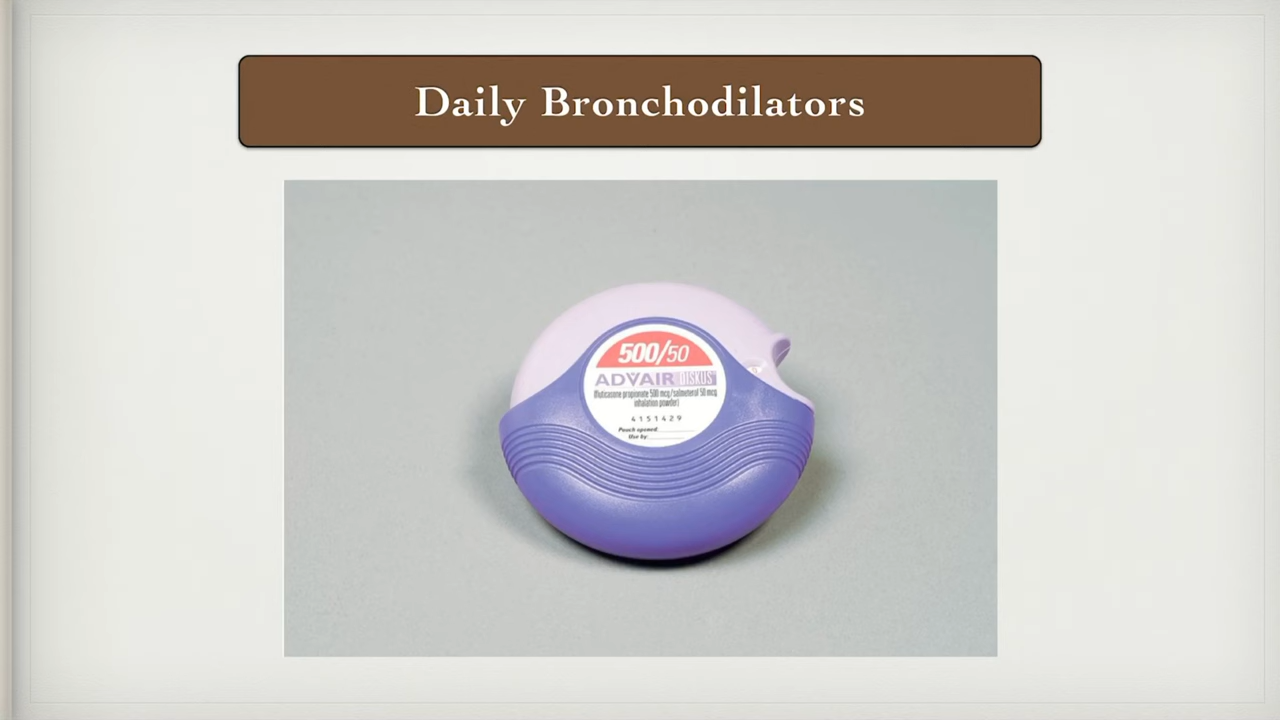 Daily Bronchodilators
500/50
ADVAIR DISKUS
(fluticasone propionate 500 mcg/salmeterol 50 mcg
inhalation powder)
4151429
Pouch opened:
Use by: